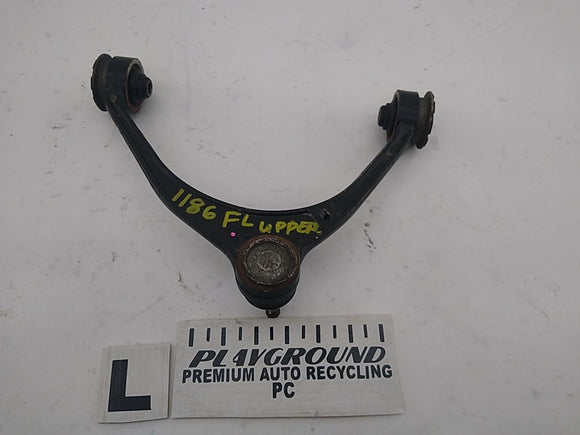 1186 FL UPPER
L
PLAYGROUND
PREMIUM AUTO RECYCLING
PC